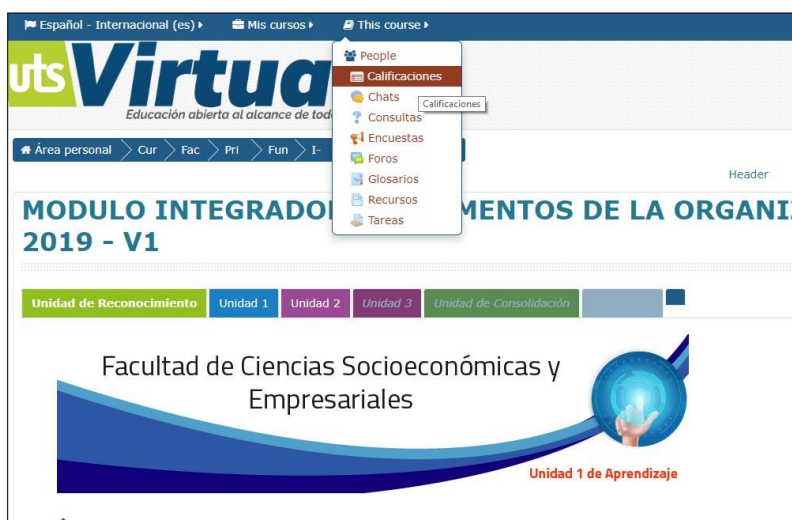 Español - Internacional (es) Mis cursos This course
People
Calificaciones
Chats
Calificaciones
Consultas
Encuestas
Foros
Glosarios
Recursos
Tareas
uts Virtua
Educación abierta al alcance de tod
Área personal Cur Fac Pri Fun I-
Header
MODULO INTEGRADO MENTOS DE LA ORGANI
2019 - V1
Unidad de Reconocimiento Unidad 1 Unidad 2 Unidad 3 Unidad de Consolidación
Facultad de Ciencias Socioeconómicas y
Empresariales
Unidad 1 de Aprendizaje